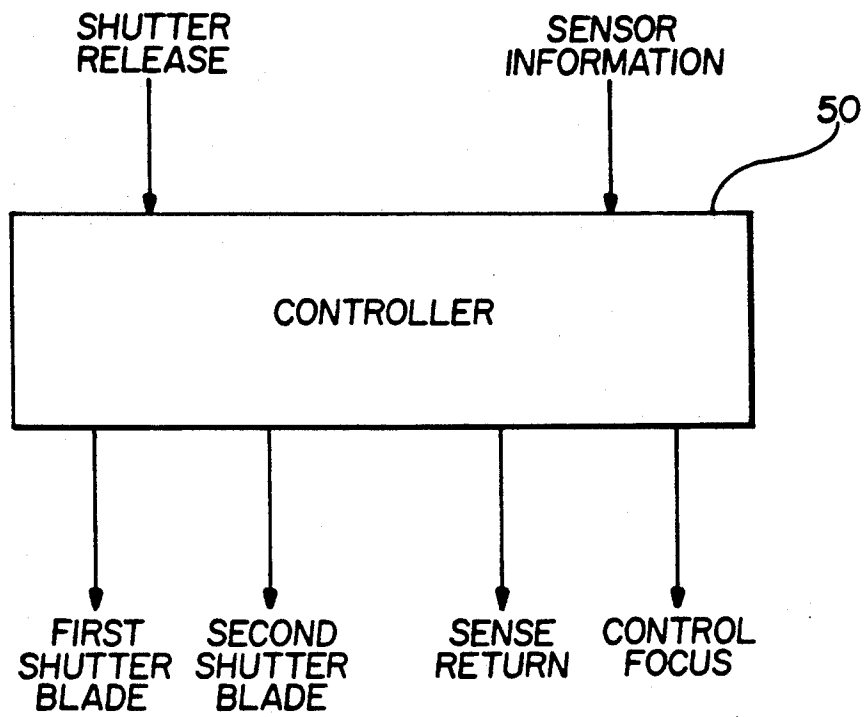 SHUTTER
RELEASE
SENSOR
INFORMATION
50
CONTROLLER
FIRST
SHUTTER
BLADE
SECOND
SHUTTER
BLADE
SENSE
RETURN
CONTROL
FOCUS